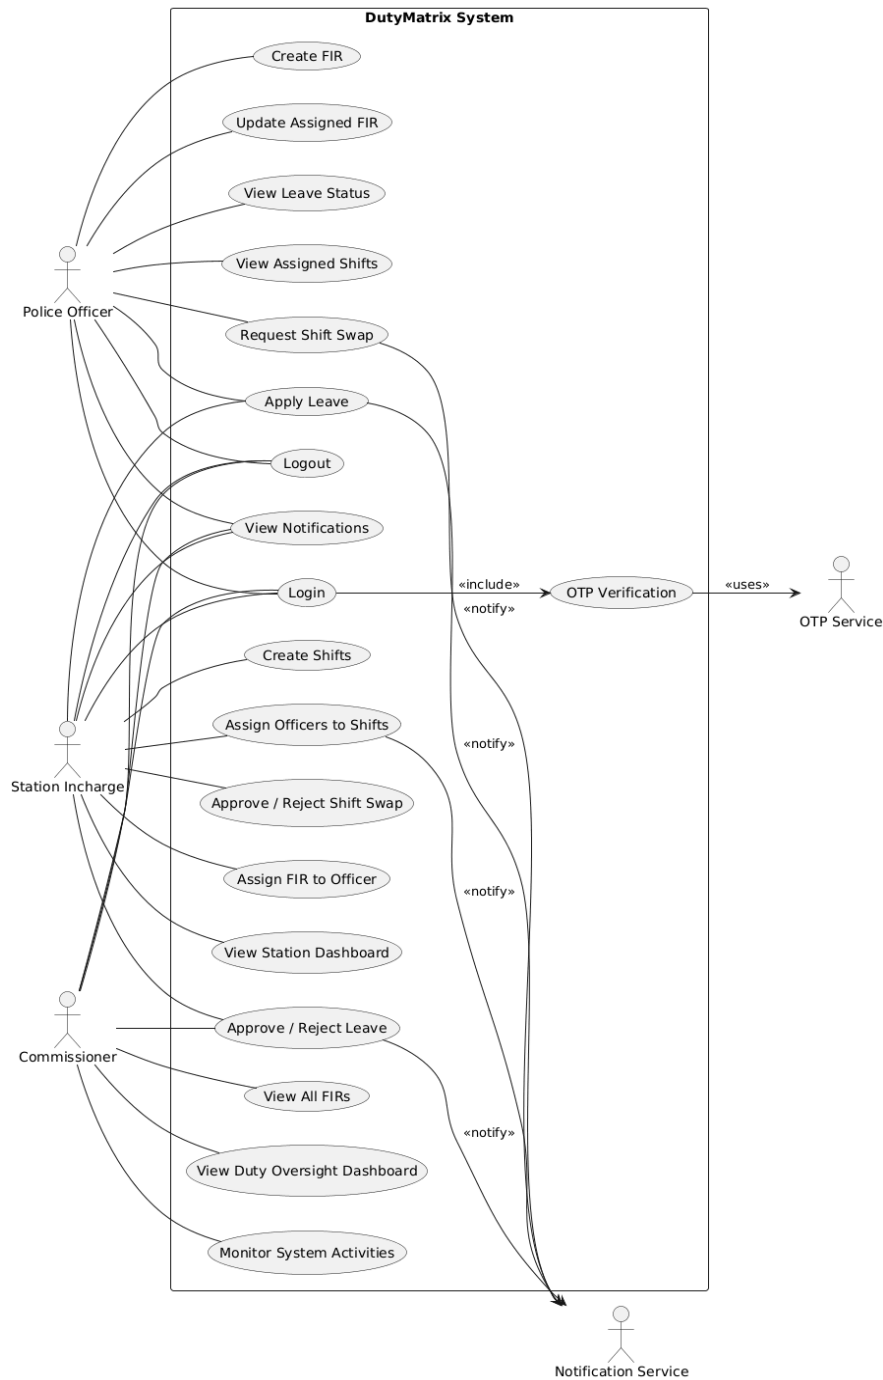 DutyMatrix System
Create FIR
Update Assigned FIR
View Leave Status
View Assigned Shifts
Police Officer
Request Shift Swap
Apply Leave
Logout
View Notifications
Login
«include»
OTP Verification
«uses»
OTP Service
«notify»
Create Shifts
Assign Officers to Shifts
«notify»
Station Incharge
Approve / Reject Shift Swap
Assign FIR to Officer
«notify»
View Station Dashboard
Approve / Reject Leave
Commissioner
View All FIRs
«notify»
View Duty Oversight Dashboard
Monitor System Activities
Notification Service